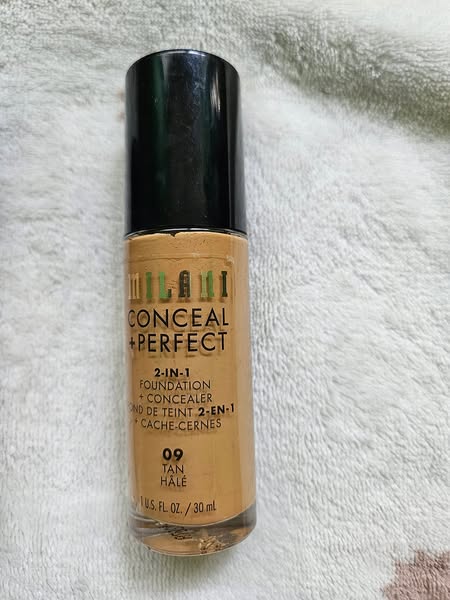 MILANI
CONCEAL
+ PERFECT
2-IN-1
FOUNDATION
+ CONCEALER
FOND DE TEINT 2-EN-1
+ CACHE-CERNES
09
TAN
HÂLÉ
1 U.S. FL. OZ. / 30 mL